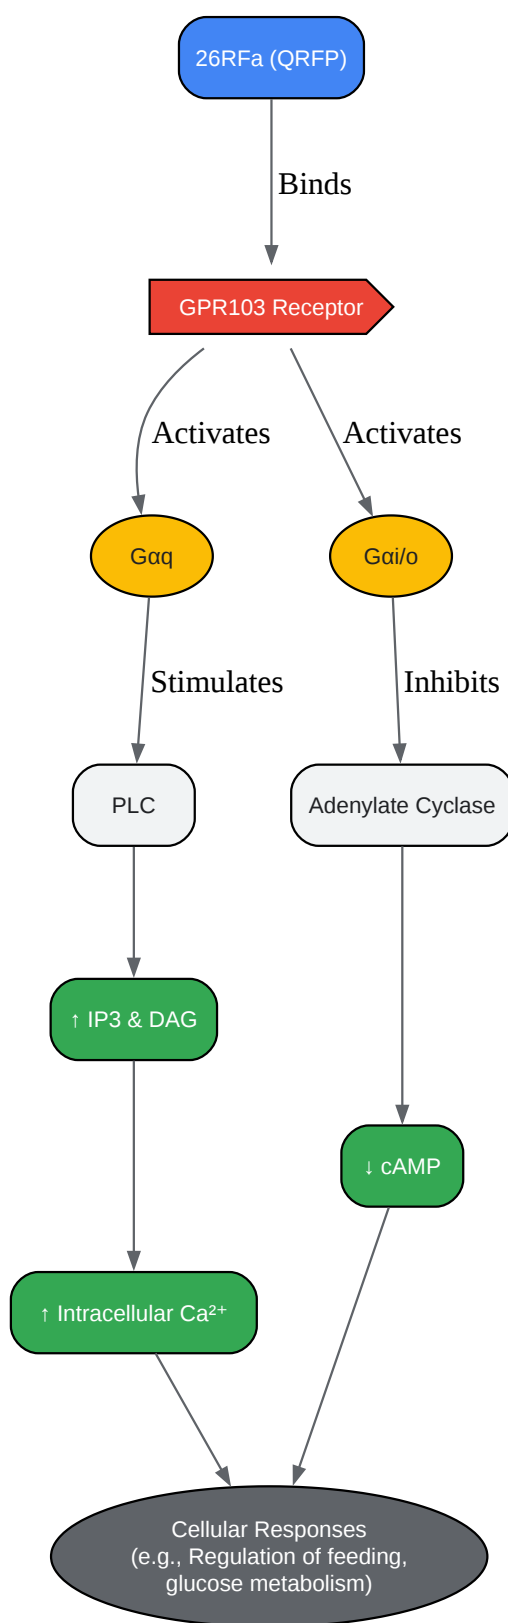 26RFa (QRFP)
Binds
GPR103 Receptor
Activates
Activates
Gαq
Gαi/o
Stimulates
Inhibits
PLC
Adenylate Cyclase
↑ IP3 & DAG
↓ cAMP
↑ Intracellular Ca²⁺
Cellular Responses
(e.g., Regulation of feeding,
glucose metabolism)